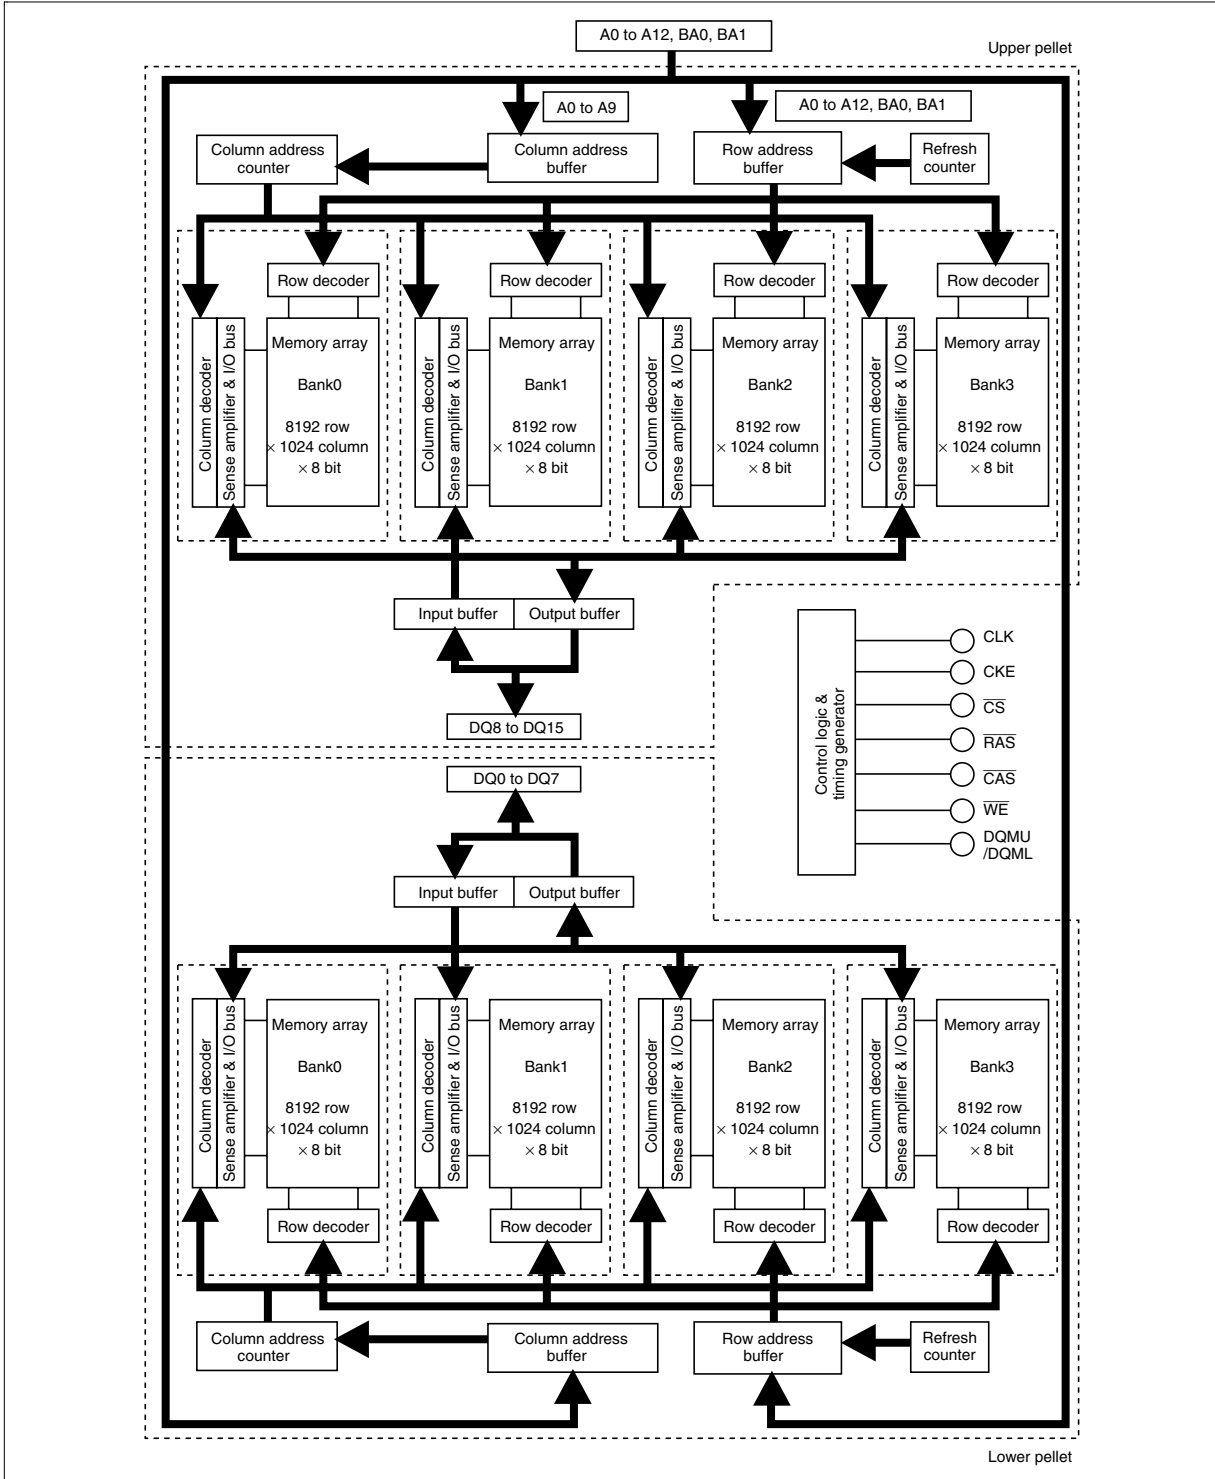 A0 to A12, BA0, BA1
Upper pellet
A0 to A9
A0 to A12, BA0, BA1
Column address
counter
Column address
buffer
Row address
buffer
Refresh
counter
Row decoder
Row decoder
Row decoder
Row decoder
Column decoder
Sense amplifier & I/O bus
Memory array
Bank0
8192 row
× 1024 column
× 8 bit
Column decoder
Sense amplifier & I/O bus
Memory array
Bank1
8192 row
× 1024 column
× 8 bit
Column decoder
Sense amplifier & I/O bus
Memory array
Bank2
8192 row
× 1024 column
× 8 bit
Column decoder
Sense amplifier & I/O bus
Memory array
Bank3
8192 row
× 1024 column
× 8 bit
Input buffer
Output buffer
DQ8 to DQ15
Control logic &
timing generator
CLK
CKE
C̅S̅
R̅A̅S̅
C̅A̅S̅
W̅E̅
DQMU
/DQML
DQ0 to DQ7
Input buffer
Output buffer
Column decoder
Sense amplifier & I/O bus
Memory array
Bank0
8192 row
× 1024 column
× 8 bit
Column decoder
Sense amplifier & I/O bus
Memory array
Bank1
8192 row
× 1024 column
× 8 bit
Column decoder
Sense amplifier & I/O bus
Memory array
Bank2
8192 row
× 1024 column
× 8 bit
Column decoder
Sense amplifier & I/O bus
Memory array
Bank3
8192 row
× 1024 column
× 8 bit
Row decoder
Row decoder
Row decoder
Row decoder
Column address
counter
Column address
buffer
Row address
buffer
Refresh
counter
Lower pellet